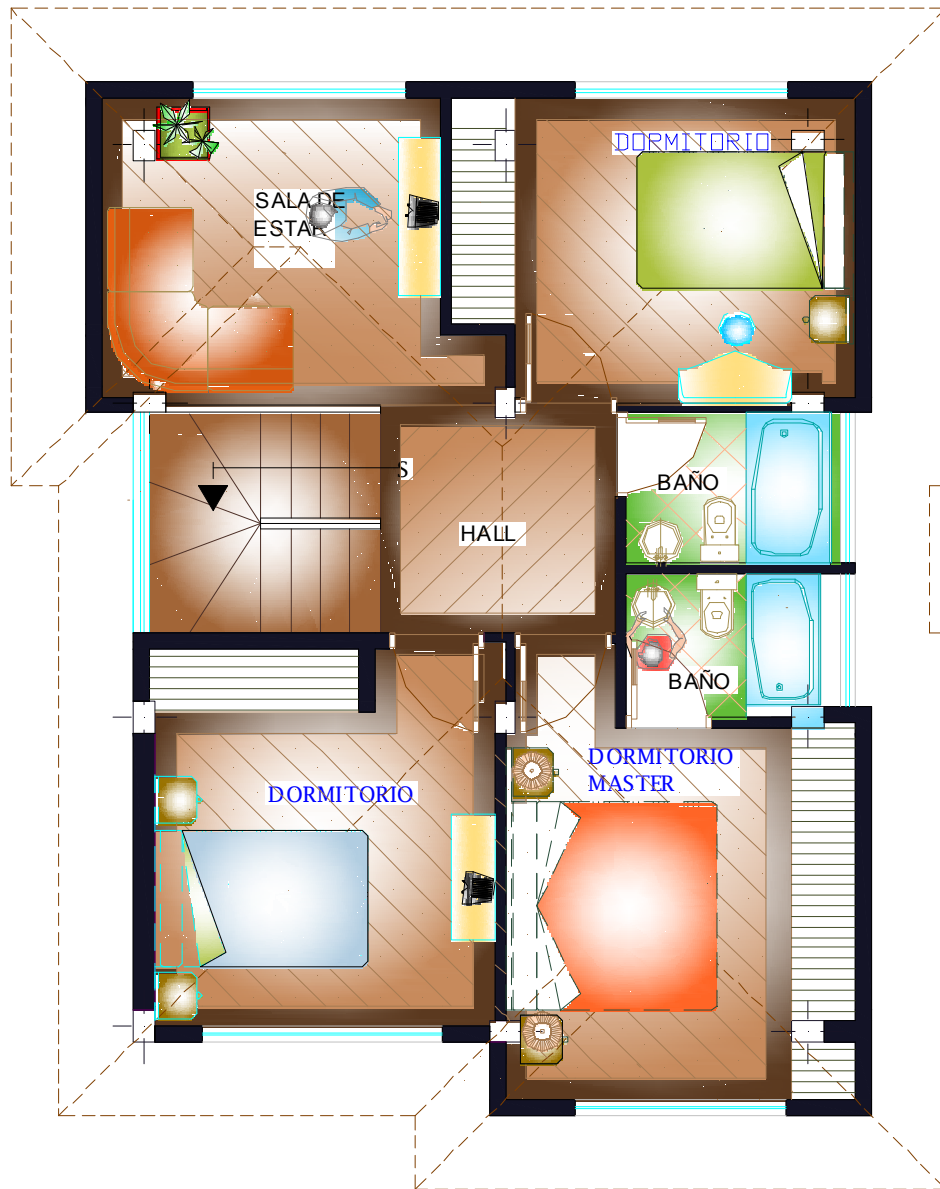 DORMITORIO
SALA DE
ESTAR
S
BAÑO
HALL
BAÑO
DORMITORIO
MASTER
DORMITORIO